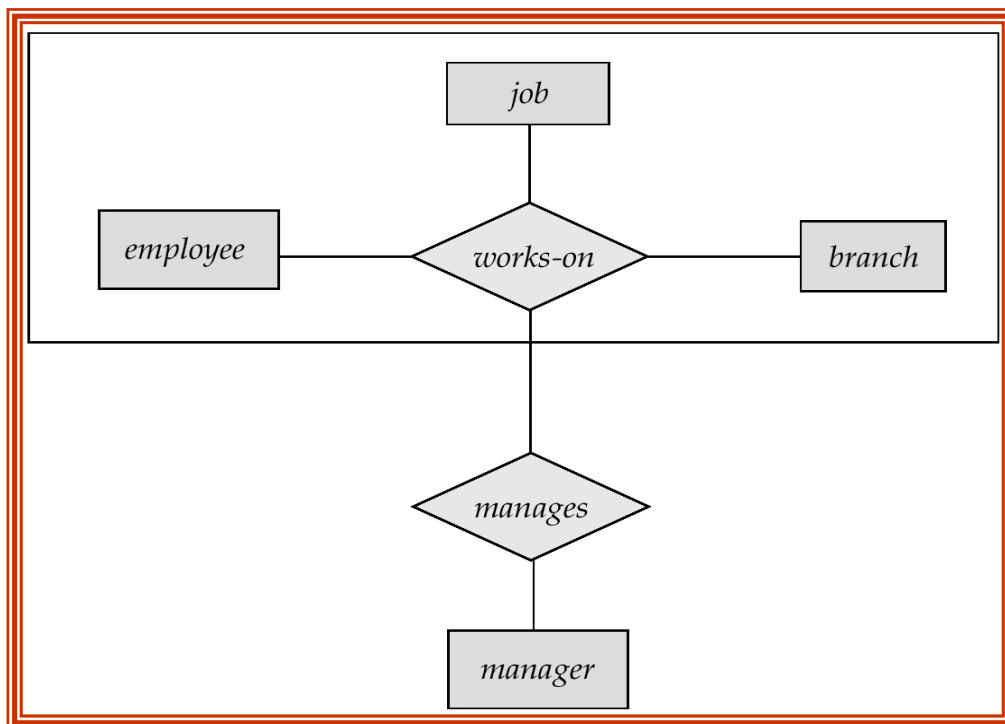 job
employee
works-on
branch
manages
manager